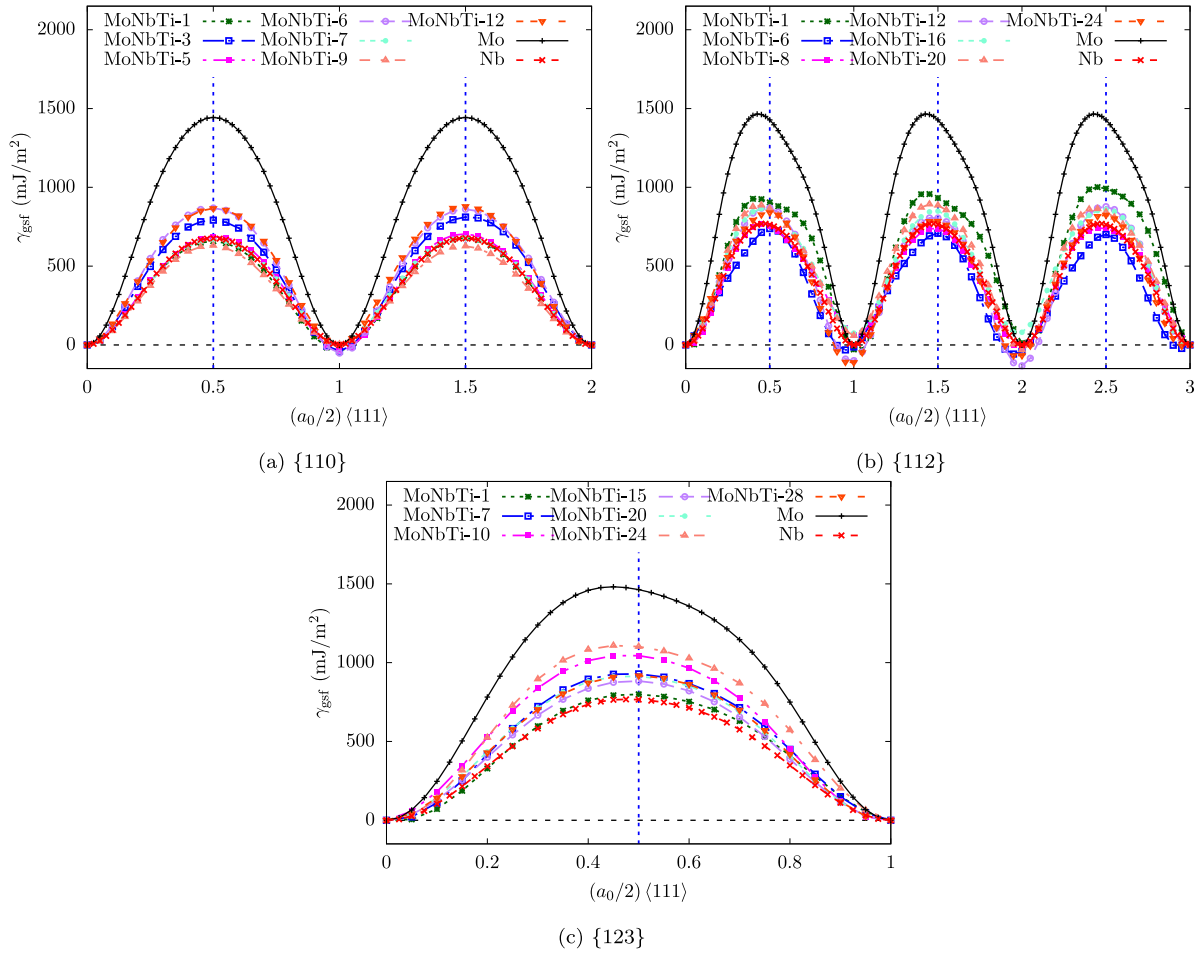 MoNbTi-1 MoNbTi-6 MoNbTi-12
MoNbTi-3 MoNbTi-7 Mo
MoNbTi-5 MoNbTi-9 Nb
2000
1500
1000
500
0
γgsf (mJ/m²)
0 0.5 1 1.5 2
(a₀/2) ⟨111⟩
(a) {110}
MoNbTi-1 MoNbTi-12 MoNbTi-24
MoNbTi-6 MoNbTi-16 Mo
MoNbTi-8 MoNbTi-20 Nb
2000
1500
1000
500
0
γgsf (mJ/m²)
0 0.5 1 1.5 2 2.5 3
(a₀/2) ⟨111⟩
(b) {112}
MoNbTi-1 MoNbTi-15 MoNbTi-28
MoNbTi-7 MoNbTi-20 Mo
MoNbTi-10 MoNbTi-24 Nb
2000
1500
1000
500
0
γgsf (mJ/m²)
0 0.2 0.4 0.6 0.8 1
(a₀/2) ⟨111⟩
(c) {123}